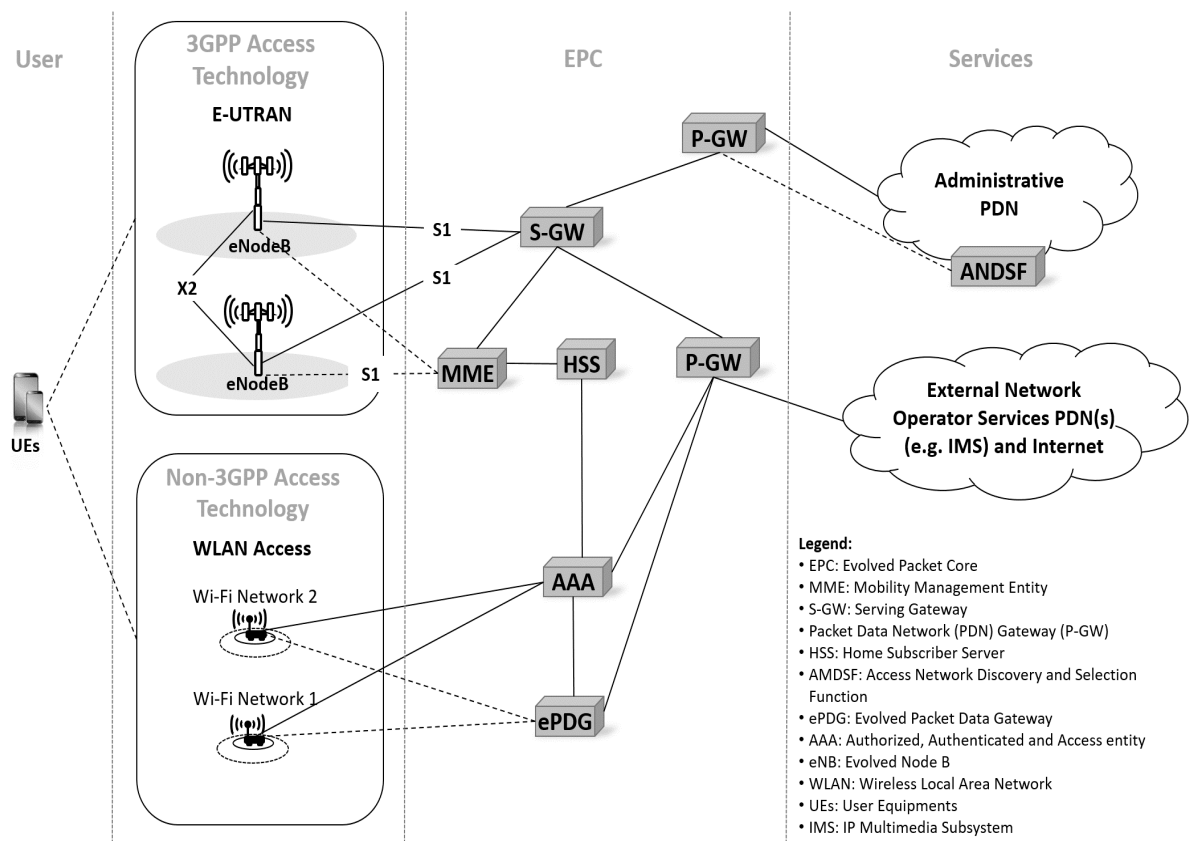 User
3GPP Access
Technology
EPC
Services
E-UTRAN
eNodeB
X2
eNodeB
S1
S1
S1
P-GW
S-GW
MME
HSS
P-GW
Administrative
PDN
ANDSF
External Network
Operator Services PDN(s)
(e.g. IMS) and Internet
UEs
Non-3GPP Access
Technology
WLAN Access
Wi-Fi Network 2
Wi-Fi Network 1
AAA
ePDG
Legend:
• EPC: Evolved Packet Core
• MME: Mobility Management Entity
• S-GW: Serving Gateway
• Packet Data Network (PDN) Gateway (P-GW)
• HSS: Home Subscriber Server
• AMDSF: Access Network Discovery and Selection
Function
• ePDG: Evolved Packet Data Gateway
• AAA: Authorized, Authenticated and Access entity
• eNB: Evolved Node B
• WLAN: Wireless Local Area Network
• UEs: User Equipments
• IMS: IP Multimedia Subsystem